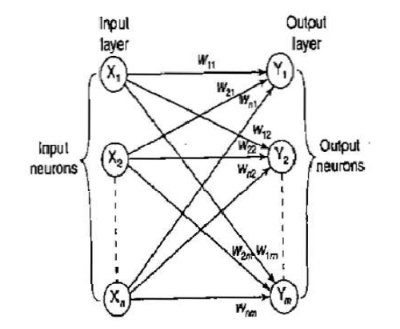 Input
layer
Output
layer
X1
W11
Y1
W21
Wn1
W12
Input
neurons
X2
W22
Y2
Output
neurons
Wn2
W2m
W1m
Xn
Wnm
Ym